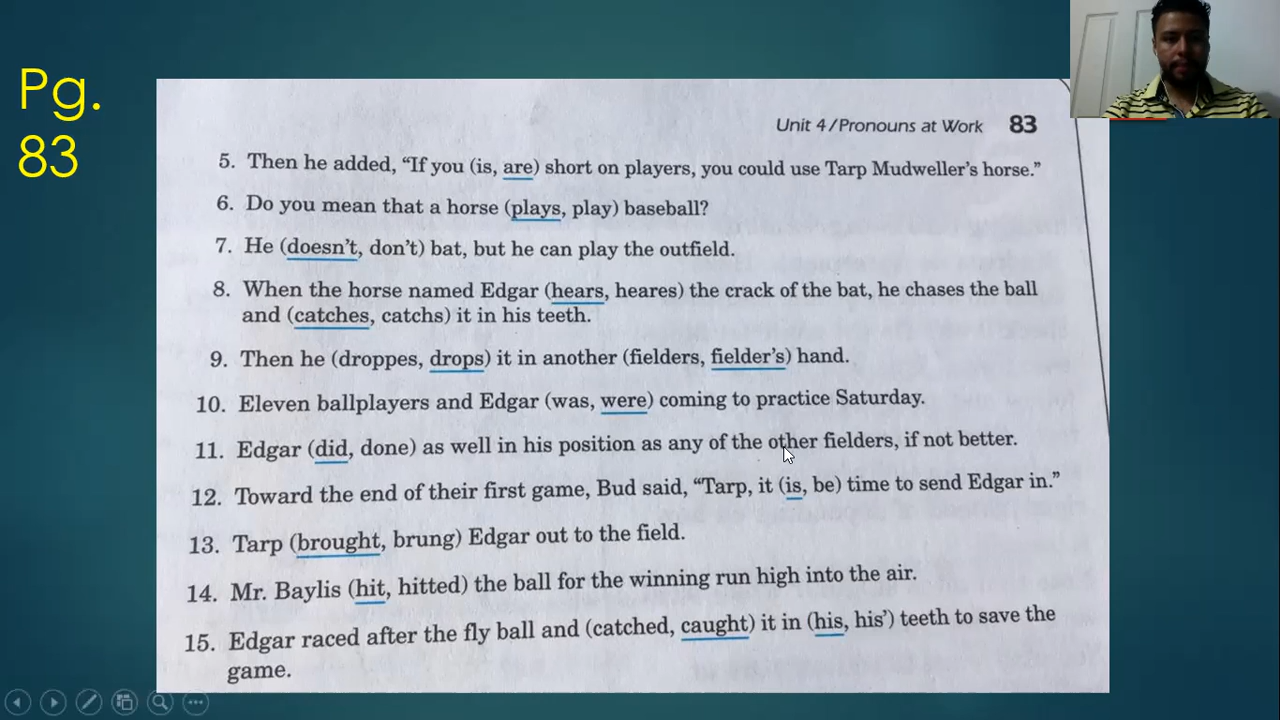 Pg.
83
Unit 4/Pronouns at Work 83
5. Then he added, “If you (is, are) short on players, you could use Tarp Mudweller’s horse.”
6. Do you mean that a horse (plays, play) baseball?
7. He (doesn’t, don’t) bat, but he can play the outfield.
8. When the horse named Edgar (hears, heares) the crack of the bat, he chases the ball
and (catches, catchs) it in his teeth.
9. Then he (droppes, drops) it in another (fielders, fielder’s) hand.
10. Eleven ballplayers and Edgar (was, were) coming to practice Saturday.
11. Edgar (did, done) as well in his position as any of the other fielders, if not better.
12. Toward the end of their first game, Bud said, “Tarp, it (is, be) time to send Edgar in.”
13. Tarp (brought, brung) Edgar out to the field.
14. Mr. Baylis (hit, hitted) the ball for the winning run high into the air.
15. Edgar raced after the fly ball and (catched, caught) it in (his, his’) teeth to save the
game.